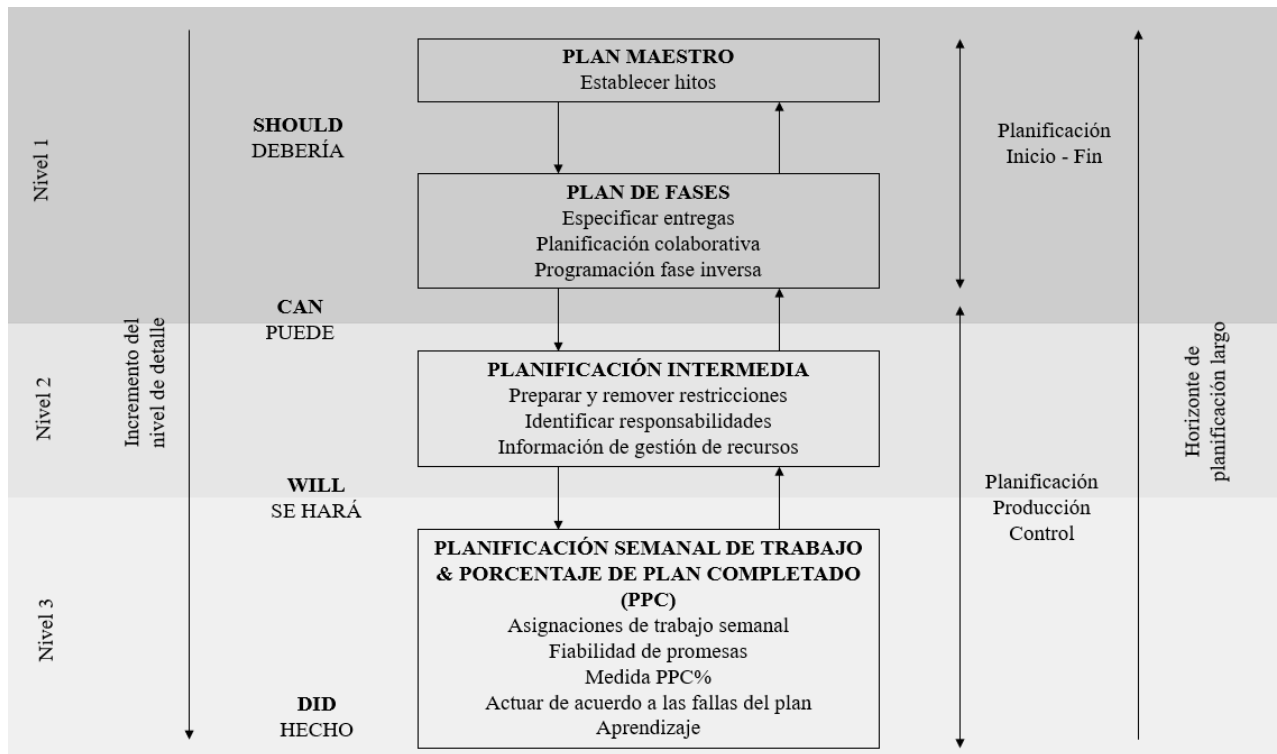 PLAN MAESTRO
Establecer hitos
SHOULD
DEBERÍA
Planificación
Inicio - Fin
Nivel 1
PLAN DE FASES
Especificar entregas
Planificación colaborativa
Programación fase inversa
CAN
PUEDE
Incremento del
nivel de detalle
Nivel 2
PLANIFICACIÓN INTERMEDIA
Preparar y remover restricciones
Identificar responsabilidades
Información de gestión de recursos
Horizonte de
planificación largo
WILL
SE HARÁ
Planificación
Producción
Control
Nivel 3
PLANIFICACIÓN SEMANAL DE TRABAJO
& PORCENTAJE DE PLAN COMPLETADO
(PPC)
Asignaciones de trabajo semanal
Fiabilidad de promesas
Medida PPC%
Actuar de acuerdo a las fallas del plan
Aprendizaje
DID
HECHO